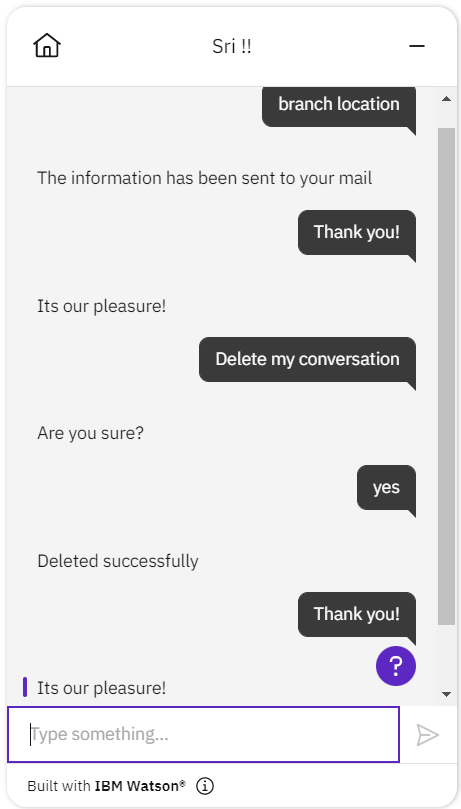 Sri !!
branch location
The information has been sent to your mail
Thank you!
Its our pleasure!
Delete my conversation
Are you sure?
yes
Deleted successfully
Thank you!
?
Its our pleasure!
Type something...
Built with IBM Watson®